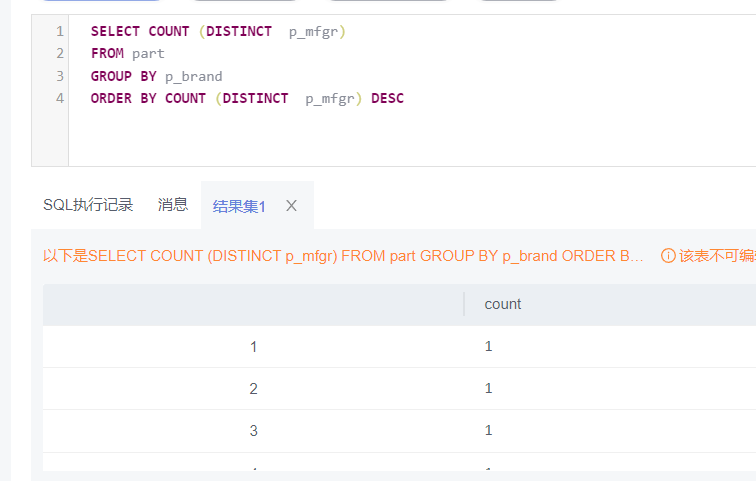 1 SELECT COUNT (DISTINCT  p_mfgr)
2 FROM part
3 GROUP BY p_brand
4 ORDER BY COUNT (DISTINCT  p_mfgr) DESC
SQL执行记录 消息 结果集1
以下是SELECT COUNT (DISTINCT p_mfgr) FROM part GROUP BY p_brand ORDER B... 该表不可编
count
1 1
2 1
3 1